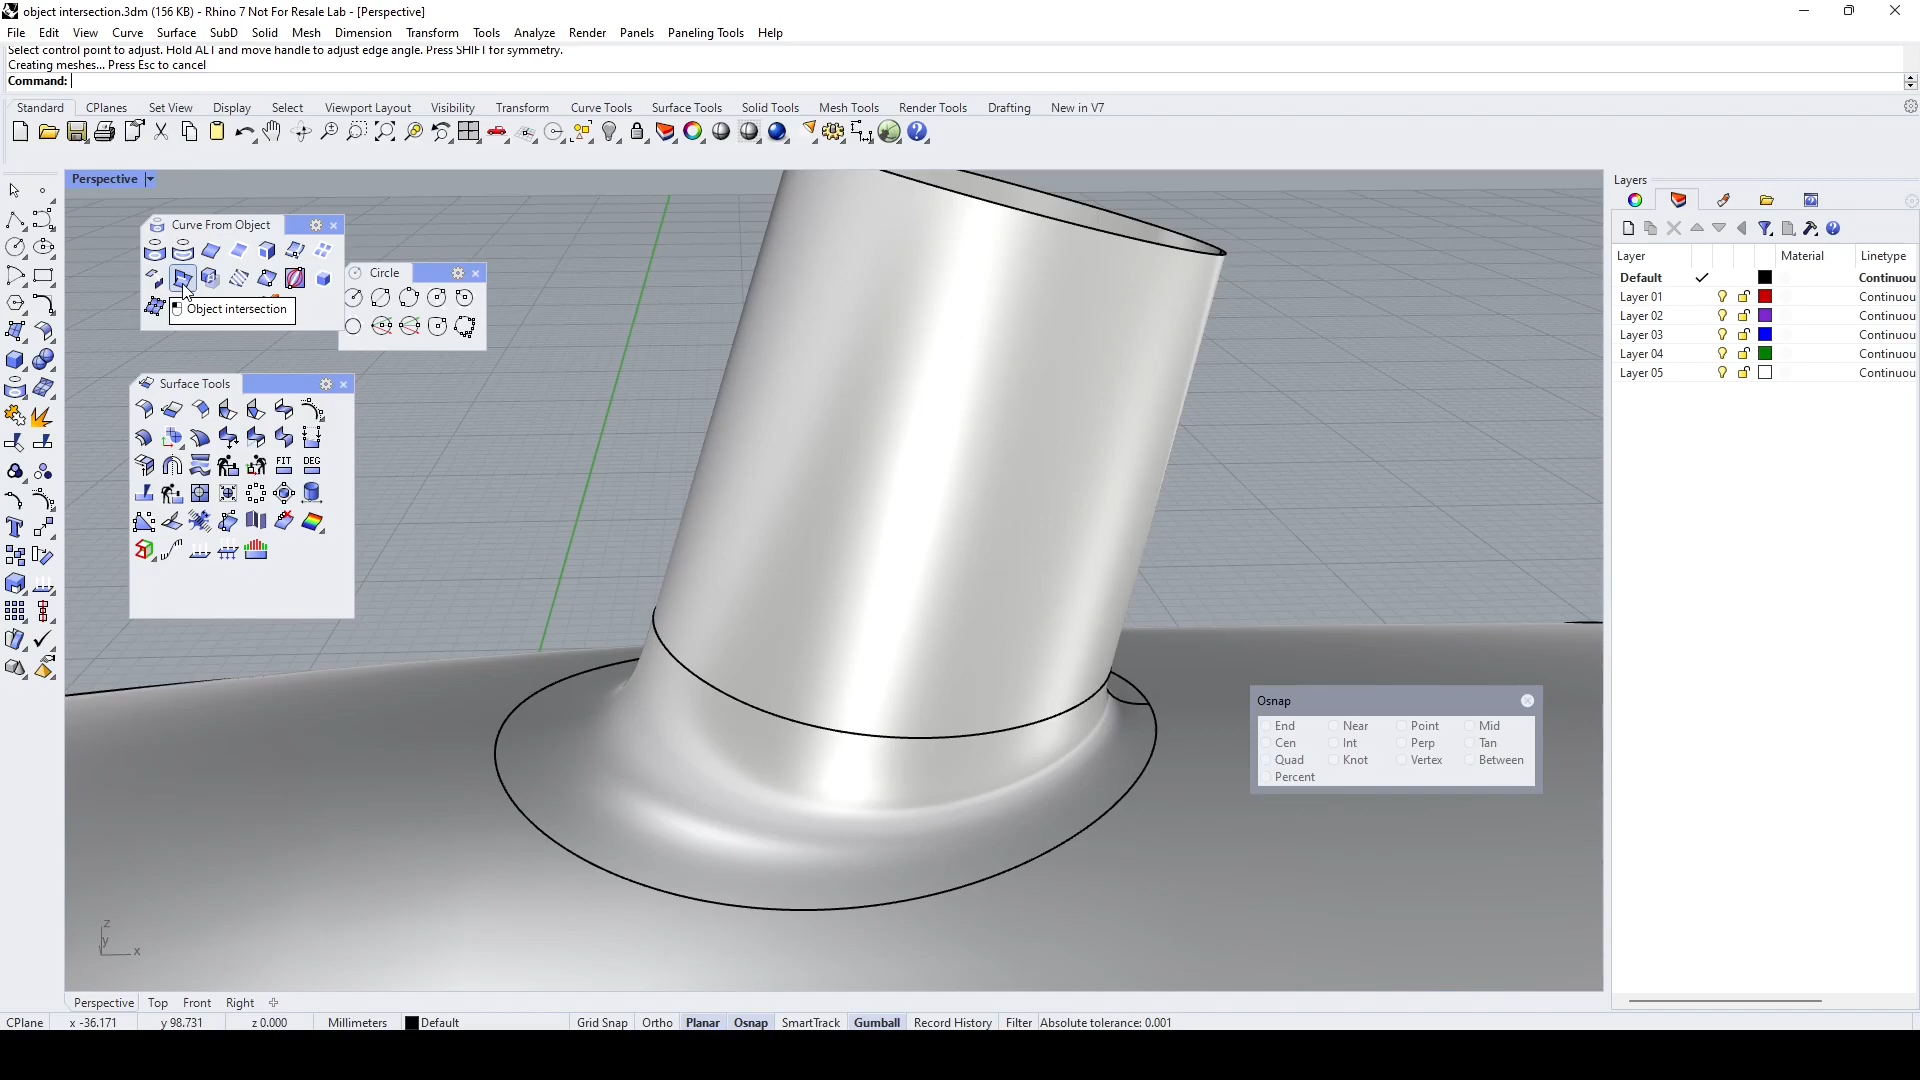 object intersection.3dm (156 KB) - Rhino 7 Not For Resale Lab - [Perspective]
File Edit View Curve Surface SubD Solid Mesh Dimension Transform Tools Analyze Render Panels Paneling Tools Help
Select control point to adjust. Hold ALT and move handle to adjust edge angle. Press SHIFT for symmetry.
Creating meshes... Press Esc to cancel
Command:
Standard CPlanes Set View Display Select Viewport Layout Visibility Transform Curve Tools Surface Tools Solid Tools Mesh Tools Render Tools Drafting New in V7
Perspective
Curve From Object
Circle
Object intersection
Surface Tools
FIT DEG
Layers
Layer Material Linetype
Default Continuou
Layer 01 Continuou
Layer 02 Continuou
Layer 03 Continuou
Layer 04 Continuou
Layer 05 Continuou
Osnap
End Near Point Mid
Cen Int Perp Tan
Quad Knot Vertex Between
Percent
z
y
x
Perspective Top Front Right
CPlane x -36.171 y 98.731 z 0.000 Millimeters Default Grid Snap Ortho Planar Osnap SmartTrack Gumball Record History Filter Absolute tolerance: 0.001